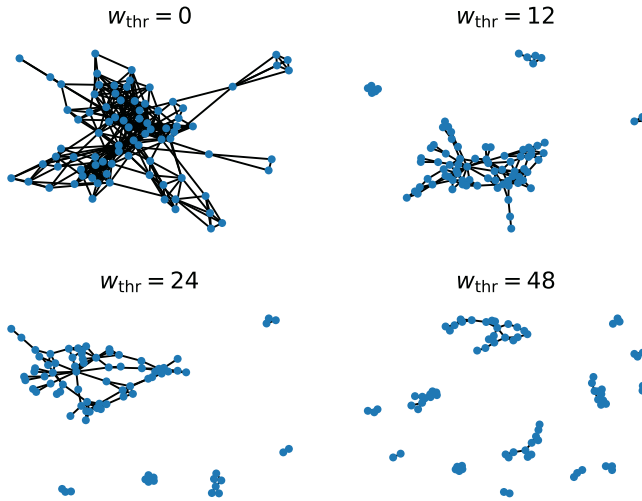 w_thr = 0
w_thr = 12
w_thr = 24
w_thr = 48